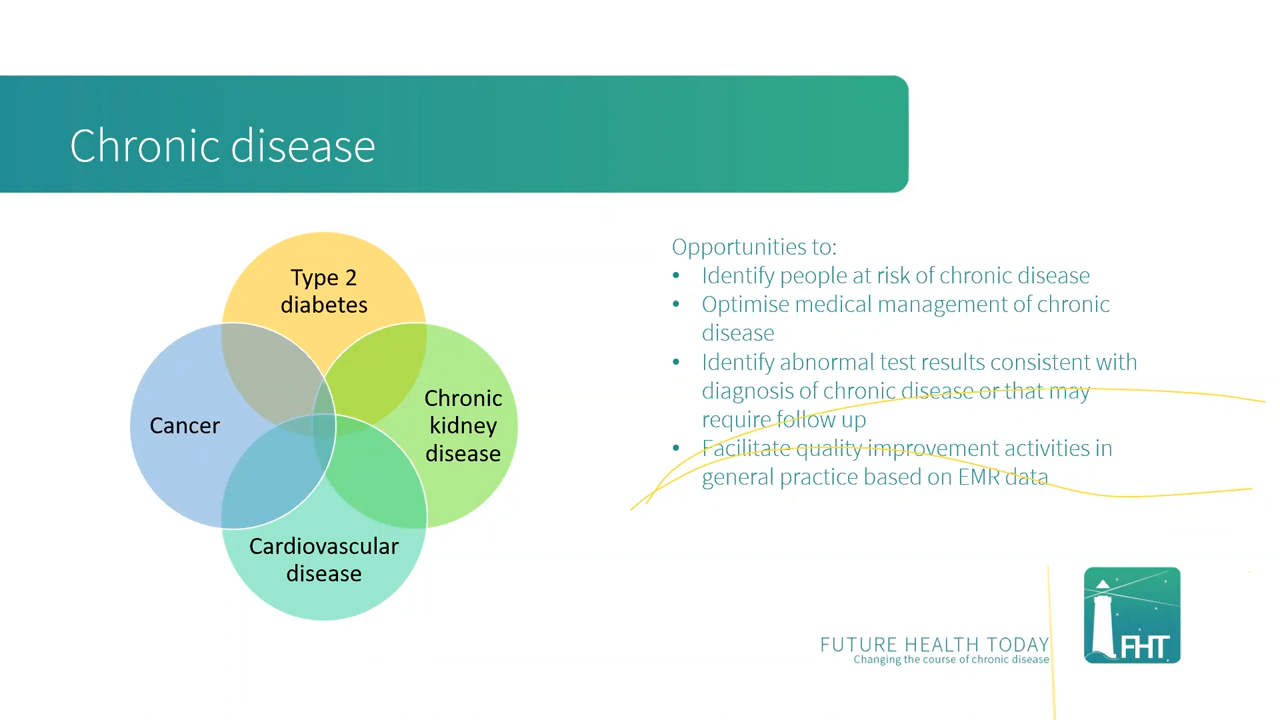 Chronic disease
Type 2
diabetes
Cancer
Chronic
kidney
disease
Cardiovascular
disease
Opportunities to:
• Identify people at risk of chronic disease
• Optimise medical management of chronic
disease
• Identify abnormal test results consistent with
diagnosis of chronic disease or that may
require follow up
• Facilitate quality improvement activities in
general practice based on EMR data
FUTURE HEALTH TODAY
Changing the course of chronic disease
FHT